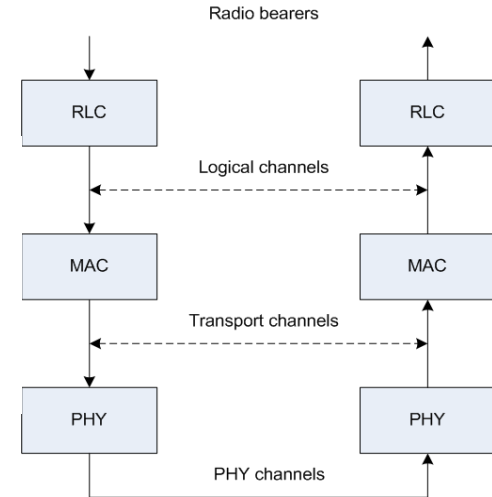 Radio bearers
RLC
RLC
Logical channels
MAC
MAC
Transport channels
PHY
PHY
PHY channels